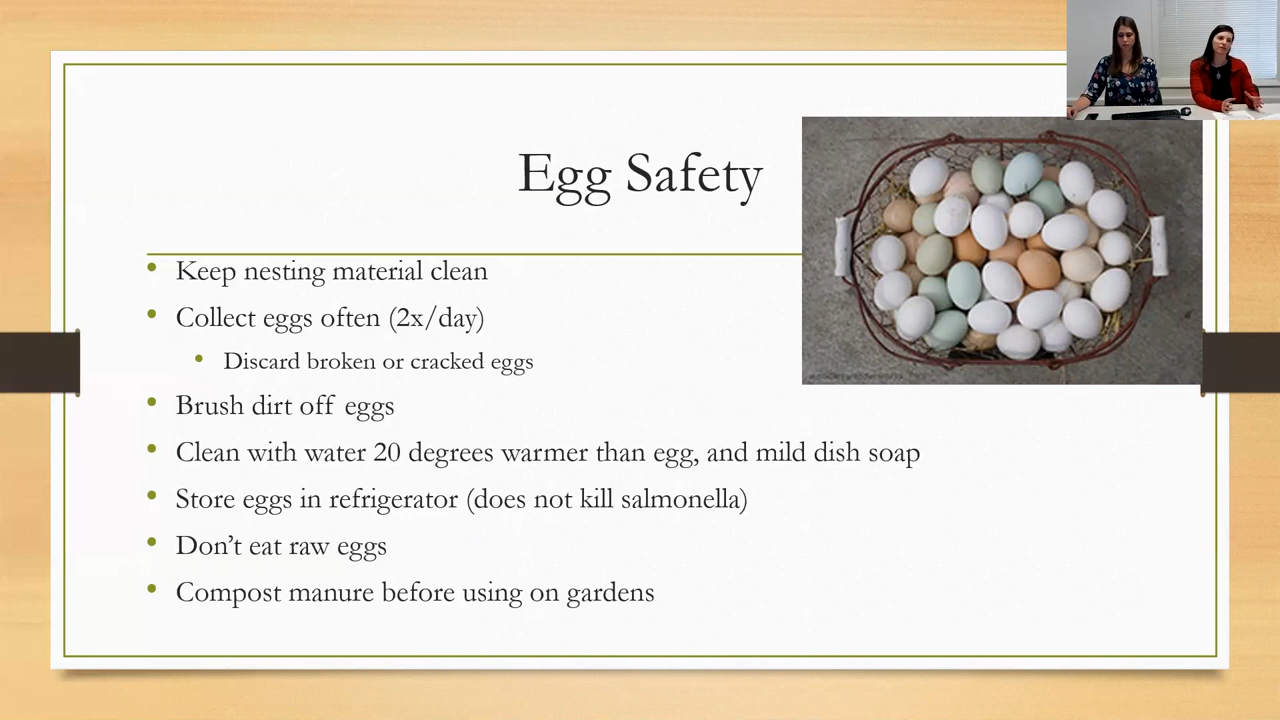 Egg Safety
Keep nesting material clean
Collect eggs often (2x/day)
Discard broken or cracked eggs
Brush dirt off eggs
Clean with water 20 degrees warmer than egg, and mild dish soap
Store eggs in refrigerator (does not kill salmonella)
Don’t eat raw eggs
Compost manure before using on gardens